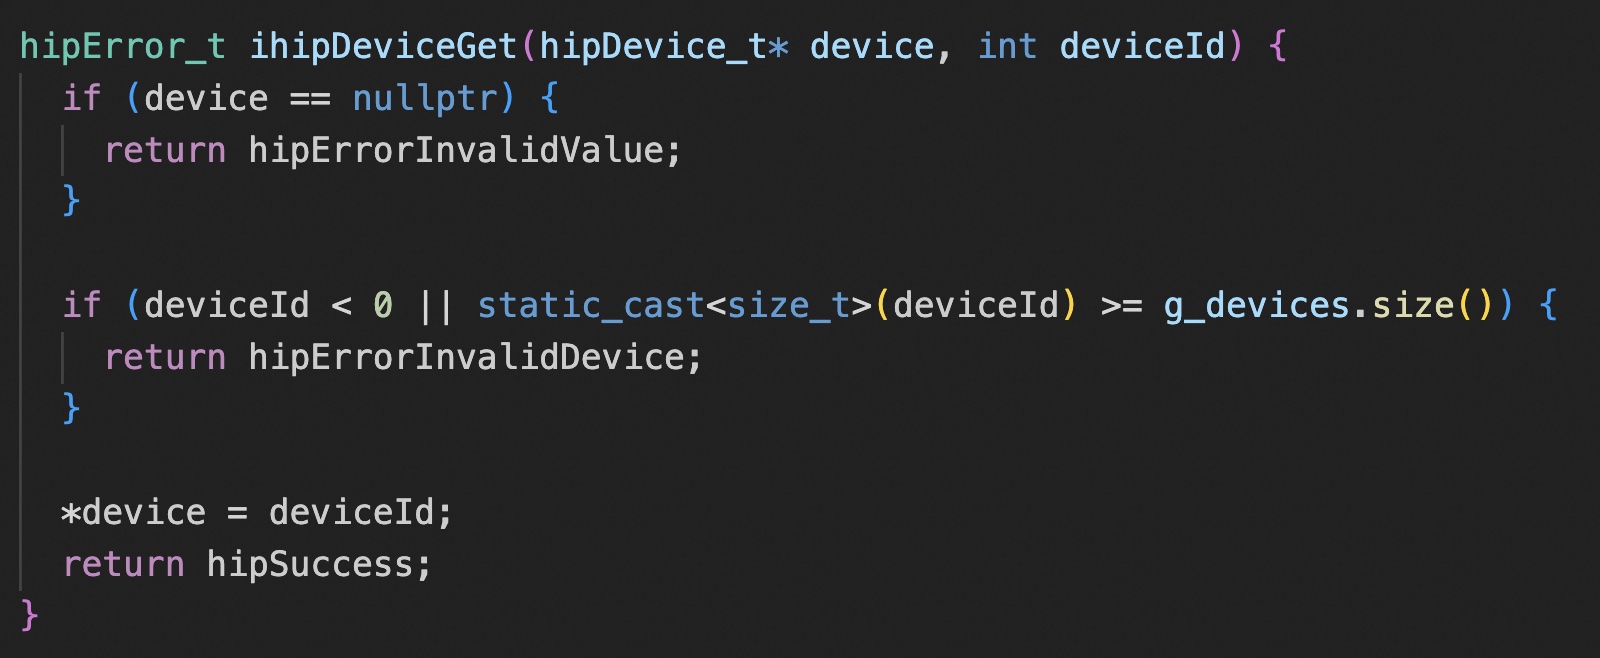 hipError_t ihipDeviceGet(hipDevice_t* device, int deviceId) {
  if (device == nullptr) {
    return hipErrorInvalidValue;
  }

  if (deviceId < 0 || static_cast<size_t>(deviceId) >= g_devices.size()) {
    return hipErrorInvalidDevice;
  }

  *device = deviceId;
  return hipSuccess;
}